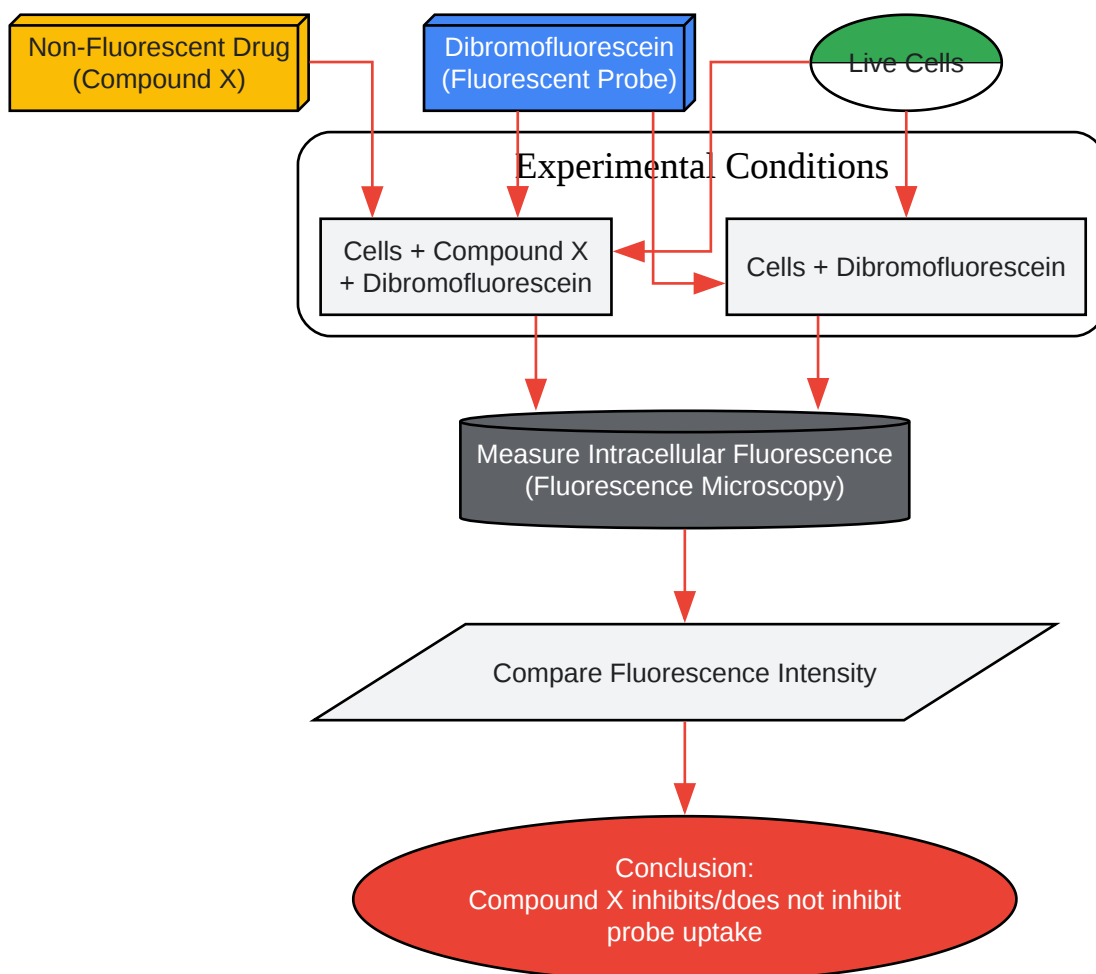 Non-Fluorescent Drug
(Compound X)
Dibromofluorescein
(Fluorescent Probe)
Live Cells
Experimental Conditions
Cells + Compound X
+ Dibromofluorescein
Cells + Dibromofluorescein
Measure Intracellular Fluorescence
(Fluorescence Microscopy)
Compare Fluorescence Intensity
Conclusion:
Compound X inhibits/does not inhibit
probe uptake